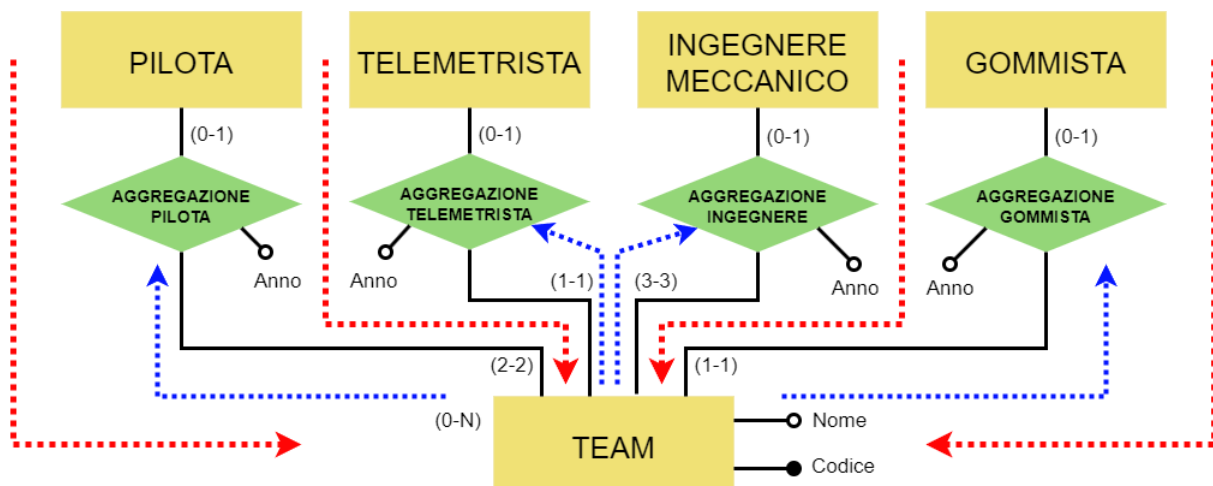 PILOTA
TELEMETRISTA
INGEGNERE
MECCANICO
GOMMISTA
(0-1)
(0-1)
(0-1)
(0-1)
AGGREGAZIONE
PILOTA
AGGREGAZIONE
TELEMETRISTA
AGGREGAZIONE
INGEGNERE
AGGREGAZIONE
GOMMISTA
Anno
Anno
Anno
Anno
(1-1)
(3-3)
(2-2)
(1-1)
(0-N)
TEAM
Nome
Codice